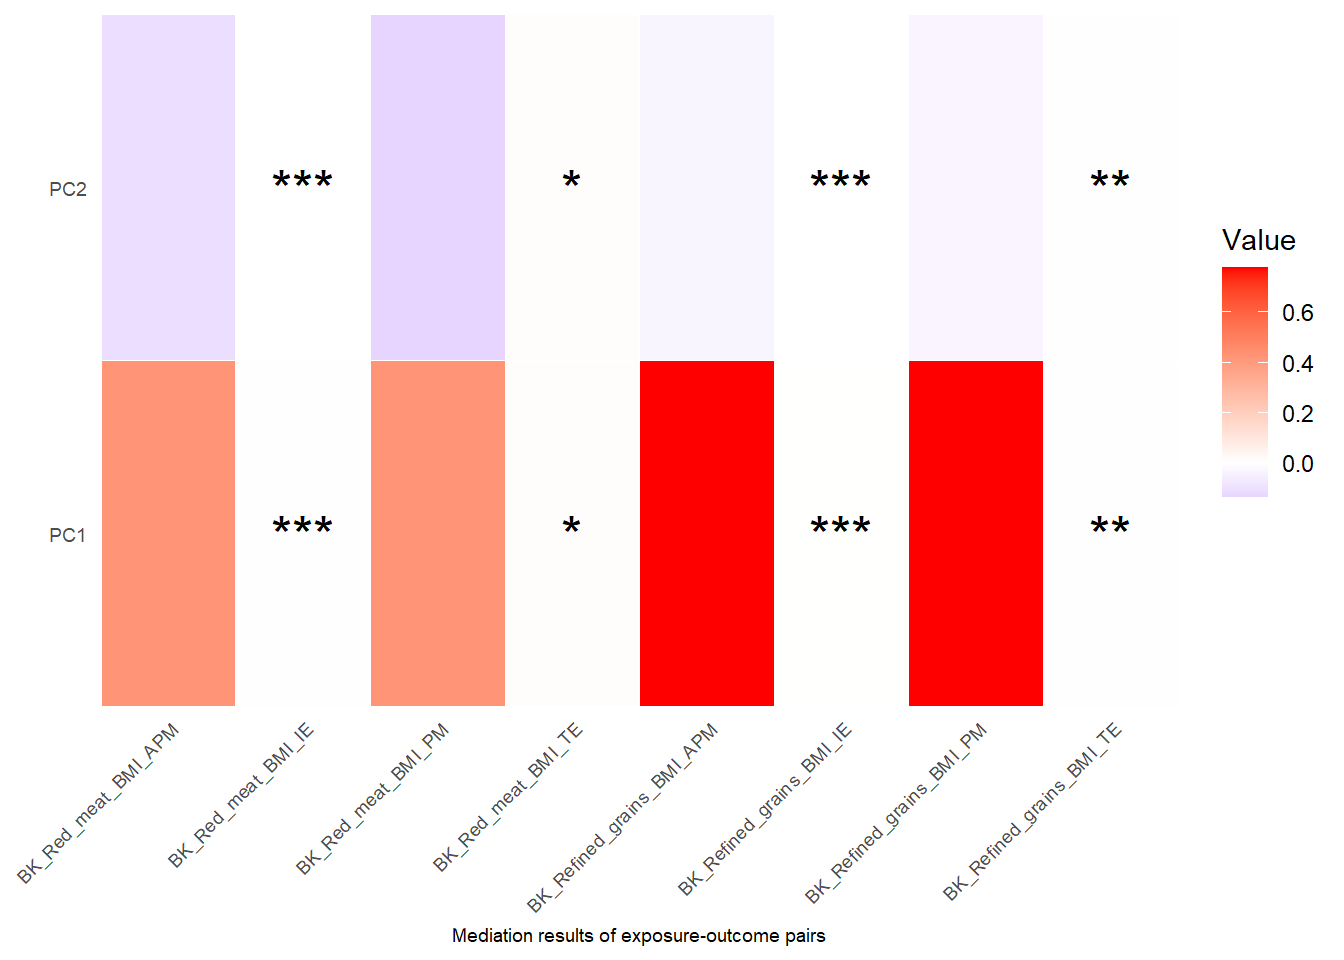 PC2
*** * *** **
PC1
*** * *** **
Value
0.6
0.4
0.2
0.0
BK_Red_meat_BMI_APM
BK_Red_meat_BMI_IE
BK_Red_meat_BMI_PM
BK_Red_meat_BMI_TE
BK_Refined_grains_BMI_APM
BK_Refined_grains_BMI_IE
BK_Refined_grains_BMI_PM
BK_Refined_grains_BMI_TE
Mediation results of exposure-outcome pairs